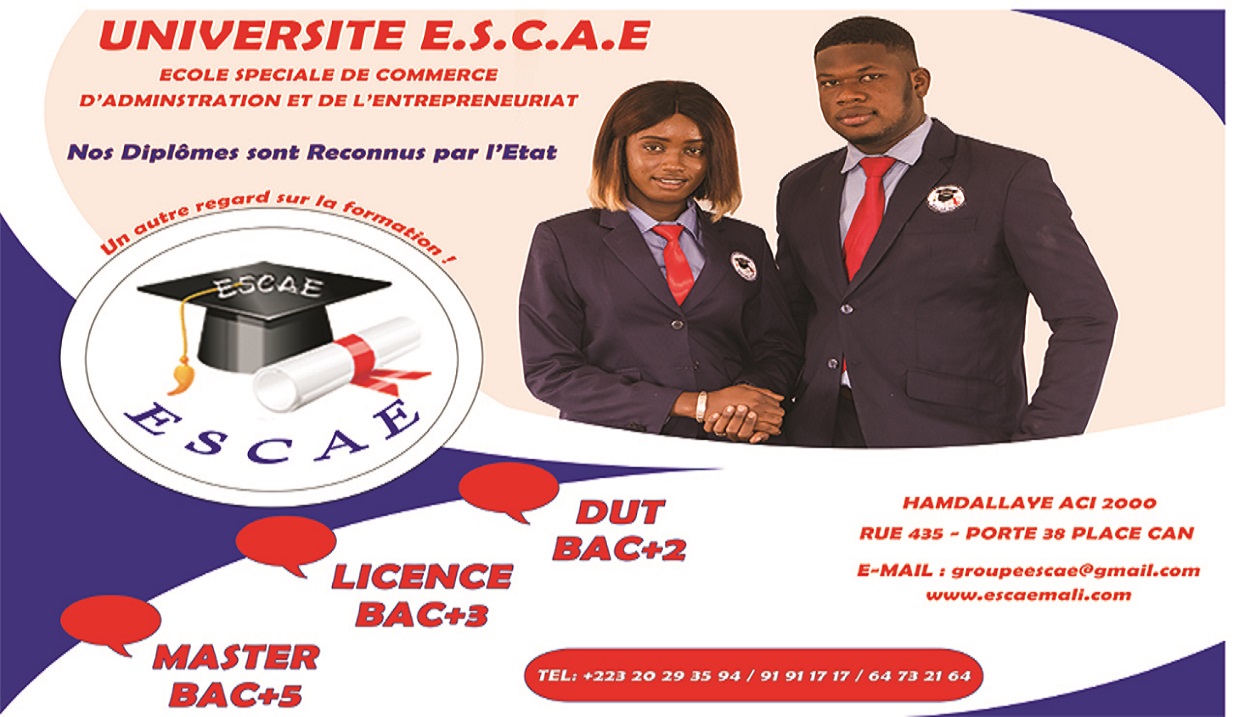 UNIVERSITE E.S.C.A.E
ECOLE SPECIALE DE COMMERCE
D'ADMINSTRATION ET DE L'ENTREPRENEURIAT
Nos Diplômes sont Reconnus par l'Etat
Un autre regard sur la formation !
ESCAE
ESCAE
DUT
BAC+2
LICENCE
BAC+3
MASTER
BAC+5
HAMDALLAYE ACI 2000
RUE 435 - PORTE 38 PLACE CAN
E-MAIL : groupeescae@gmail.com
www.escaemali.com
TEL: +223 20 29 35 94 / 91 91 17 17 / 64 73 21 64